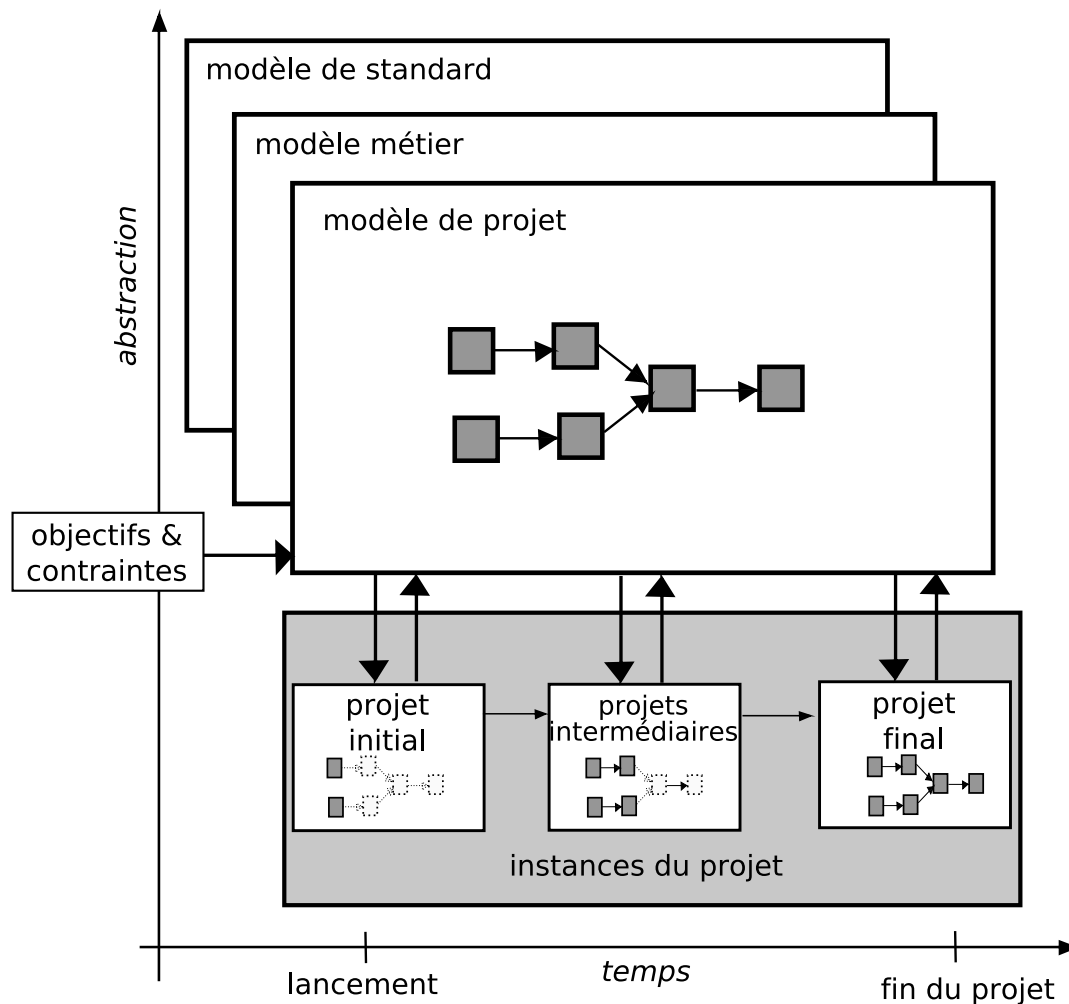 modèle de standard
modèle métier
modèle de projet
abstraction
objectifs &
contraintes
projet
initial
projets
intermédiaires
projet
final
instances du projet
lancement
temps
fin du projet